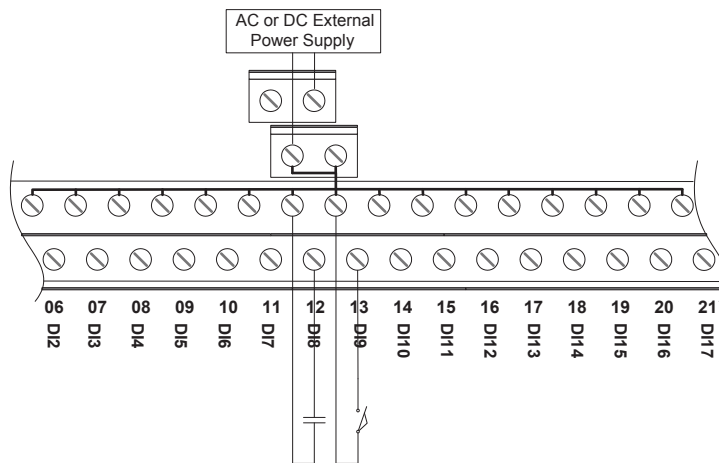 AC or DC External
Power Supply
06 07 08 09 10 11 12 13 14 15 16 17 18 19 20 21
DI2 DI3 DI4 DI5 DI6 DI7 DI8 DI9 DI10 DI11 DI12 DI13 DI14 DI15 DI16 DI17